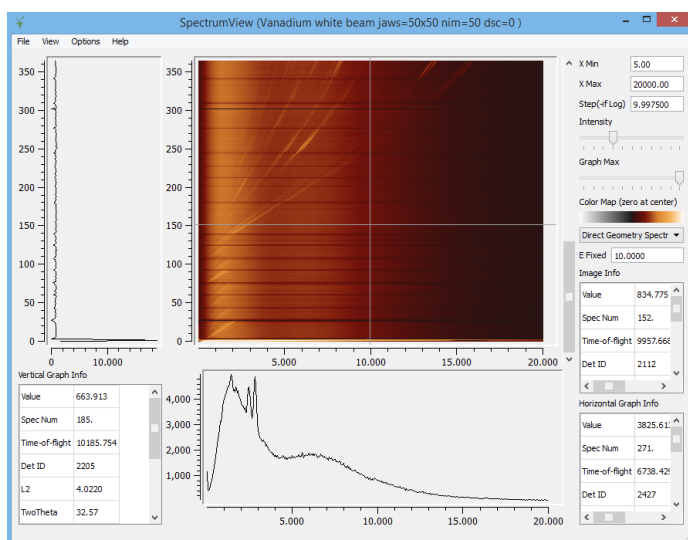 SpectrumView (Vanadium white beam jaws=50x50 nim=50 dsc=0 )
File View Options Help
350
300
250
200
150
100
50
0
0 10.000
350
300
250
200
150
100
50
0
5.000 10.000 15.000 20.000
X Min 5.00
X Max 20000.00
Step(-if Log) 9.997500
Intensity
Graph Max
Color Map (zero at center)
Direct Geometry Spectr
E Fixed 10.0000
Image Info
Value 834.775
Spec Num 152.
Time-of-flight 9957.668
Det ID 2112
Vertical Graph Info
Value 663.913
Spec Num 185.
Time-of-flight 10185.754
Det ID 2205
L2 4.0220
TwoTheta 32.57
4,000
3,000
2,000
1,000
5.000 10.000 15.000 20.000
Horizontal Graph Info
Value
Spec Num 271.
Time-of-flight 6738.429
Det ID 2427